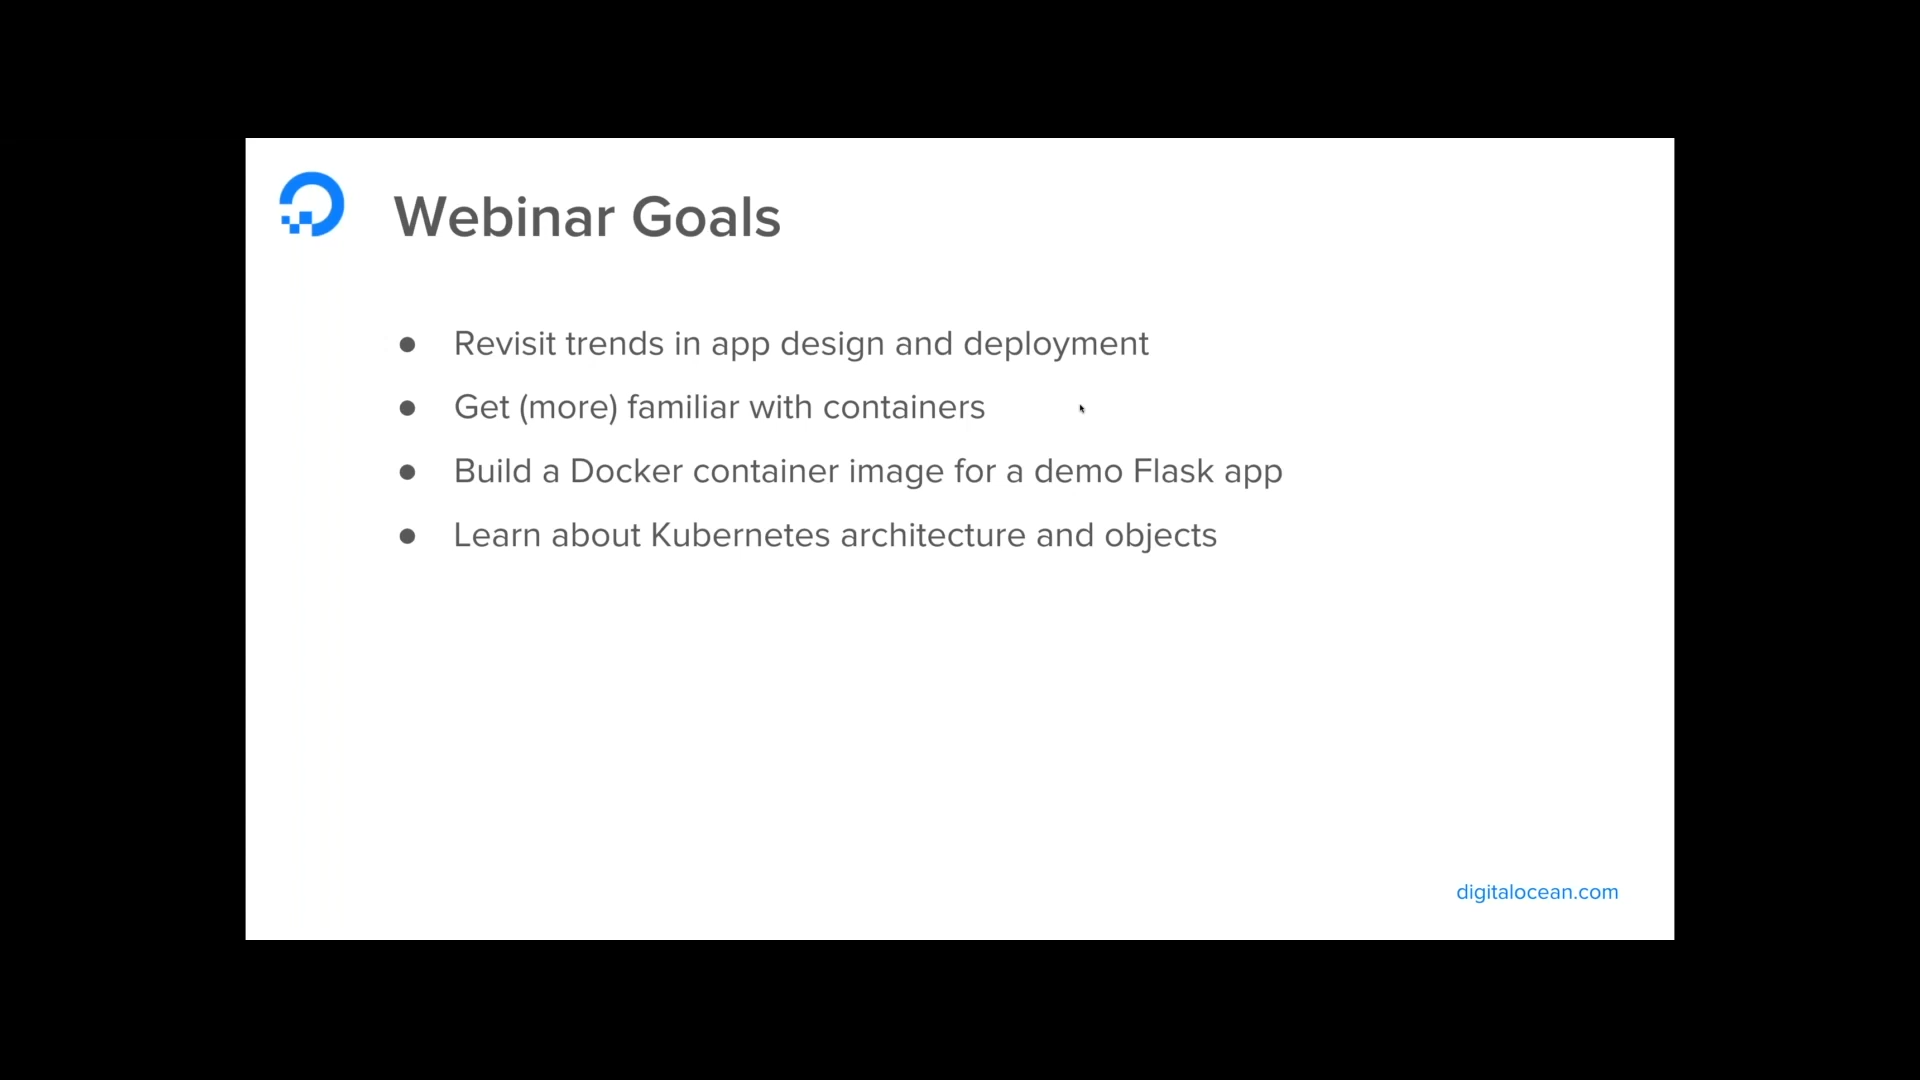 Webinar Goals
● Revisit trends in app design and deployment
● Get (more) familiar with containers
● Build a Docker container image for a demo Flask app
● Learn about Kubernetes architecture and objects
digitalocean.com